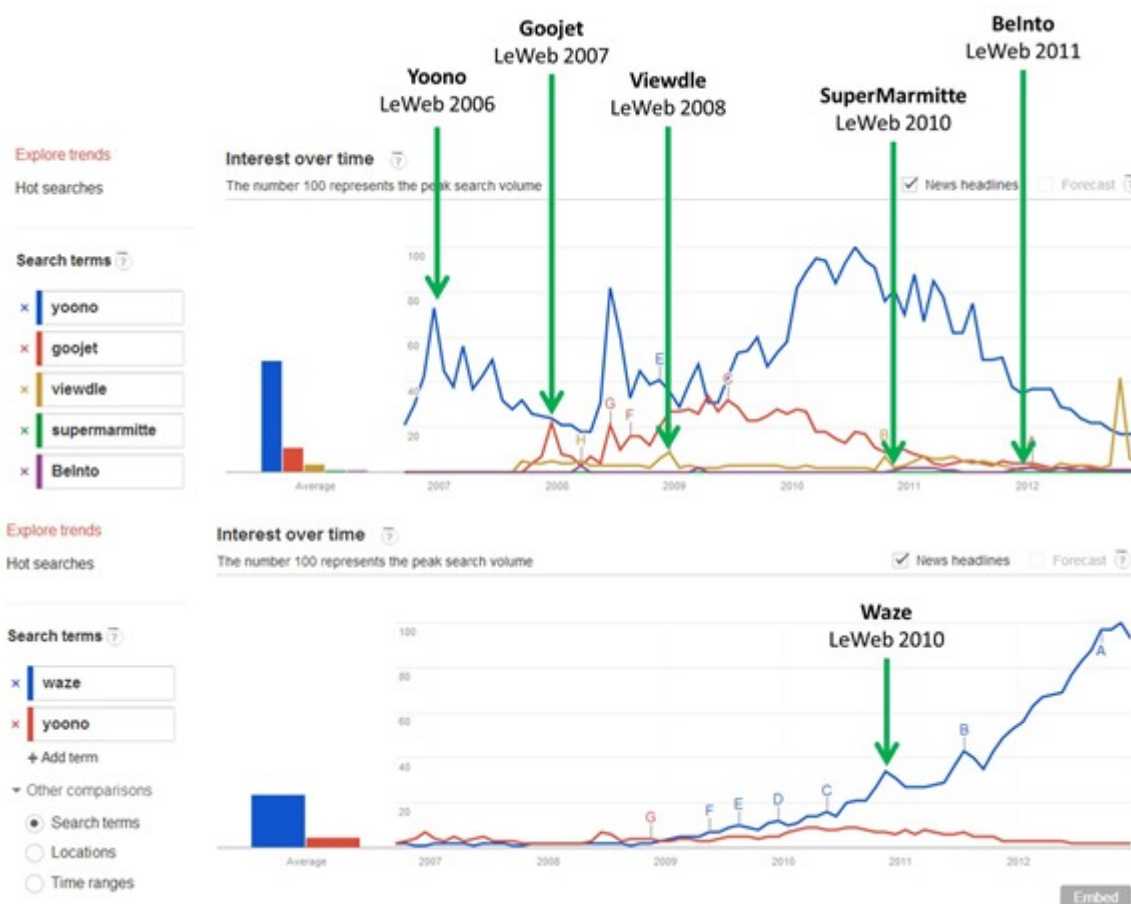 Goojet
LeWeb 2007
BeInto
LeWeb 2011
Yoono
LeWeb 2006
Viewdle
LeWeb 2008
SuperMarmitte
LeWeb 2010
Explore trends
Hot searches
Interest over time ?
The number 100 represents the peak search volume
News headlines
Forecast ?
Search terms ?
× yoono
× goojet
× viewdle
× supermarmitte
× BeInto
100
80
60
40
20
E
C
G
F
H
B
A
Average
2007 2008 2009 2010 2011 2012
Explore trends
Hot searches
Interest over time ?
The number 100 represents the peak search volume
News headlines
Forecast ?
Search terms ?
× waze
× yoono
+ Add term
Other comparisons
Search terms
Locations
Time ranges
Waze
LeWeb 2010
100
80
60
40
20
A
B
C
D
E
F
G
Average
2007 2008 2009 2010 2011 2012
Embed